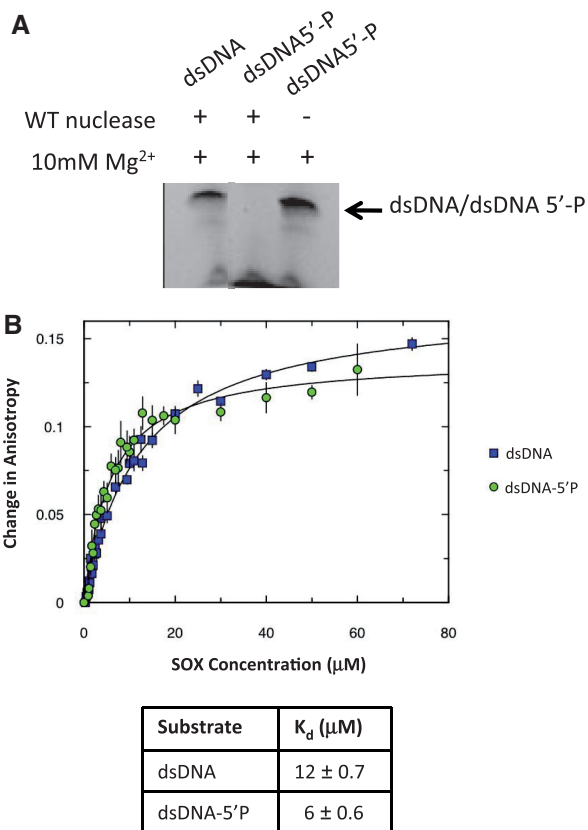 A
dsDNA
dsDNA5'-P
dsDNA5'-P
WT nuclease + + -
10mM Mg²⁺ + + +
dsDNA/dsDNA 5'-P
B
0.15
0.1
0.05
0
0 20 40 60 80
Change in Anisotropy
SOX Concentration (μM)
dsDNA
dsDNA-5'P
Substrate K_d (μM)
dsDNA 12 ± 0.7
dsDNA-5'P 6 ± 0.6